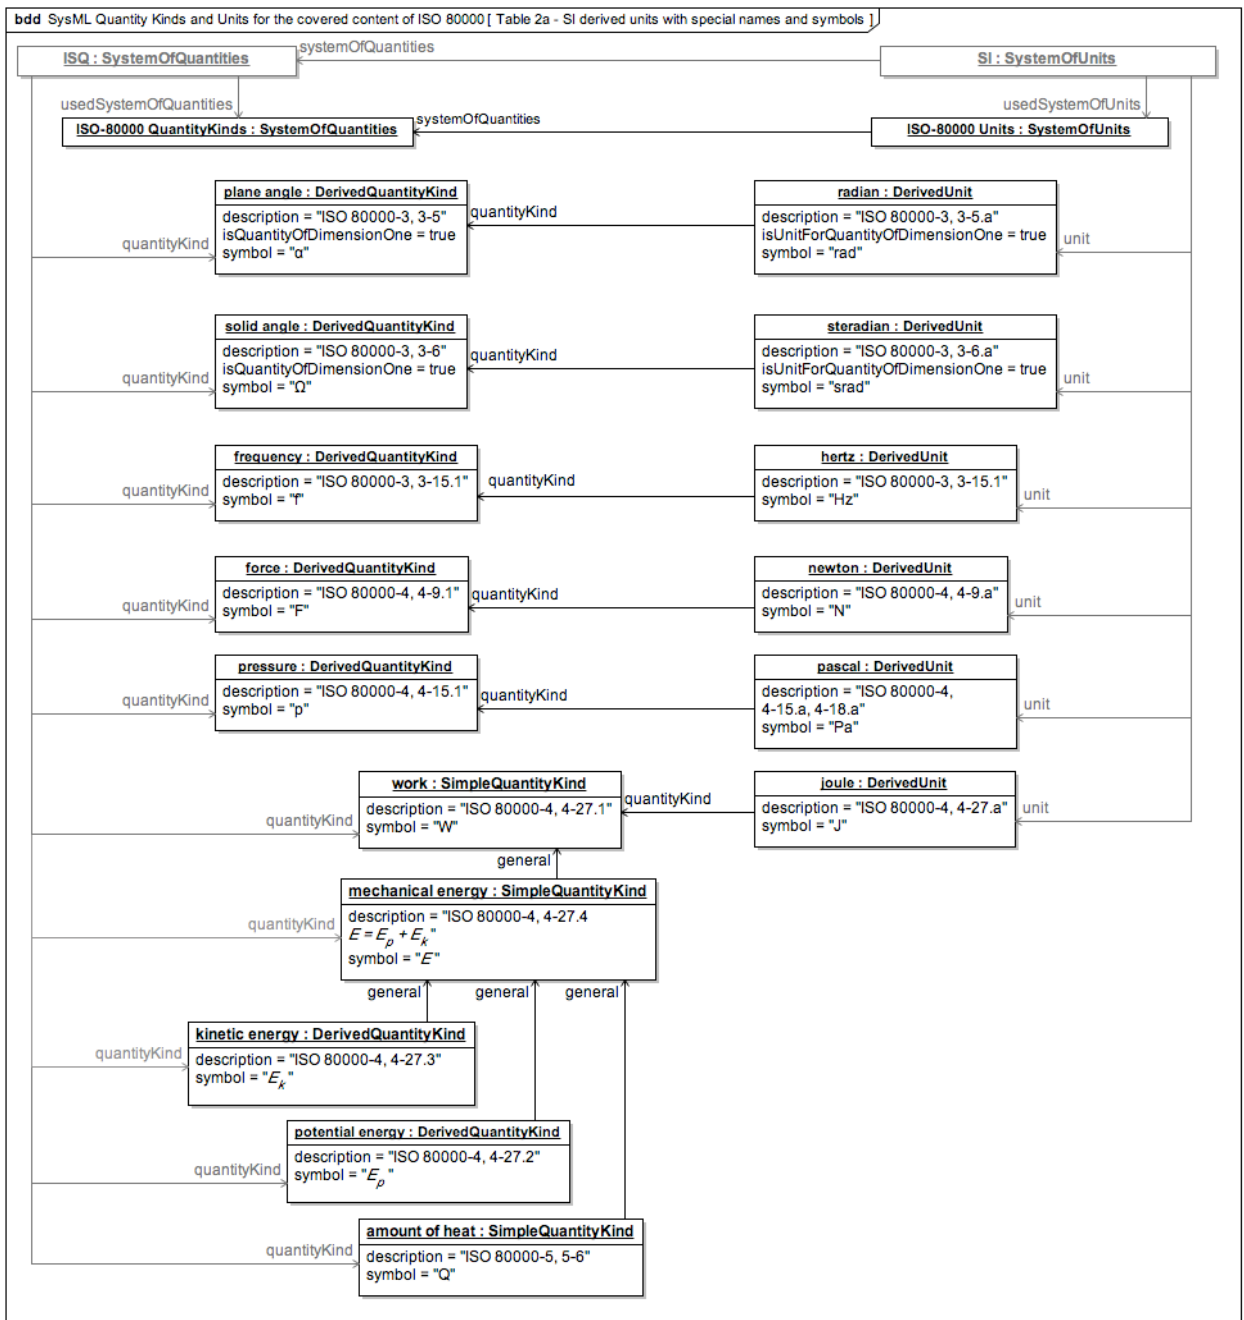 bdd SysML Quantity Kinds and Units for the covered content of ISO 80000 [ Table 2a - SI derived units with special names and symbols ]
ISQ : SystemOfQuantities
systemOfQuantities
SI : SystemOfUnits
usedSystemOfQuantities
usedSystemOfUnits
ISO-80000 QuantityKinds : SystemOfQuantities
systemOfQuantities
ISO-80000 Units : SystemOfUnits
plane angle : DerivedQuantityKind
description = "ISO 80000-3, 3-5"
isQuantityOfDimensionOne = true
symbol = "α"
quantityKind
quantityKind
radian : DerivedUnit
description = "ISO 80000-3, 3-5.a"
isUnitForQuantityOfDimensionOne = true
symbol = "rad"
unit
solid angle : DerivedQuantityKind
description = "ISO 80000-3, 3-6"
isQuantityOfDimensionOne = true
symbol = "Ω"
quantityKind
quantityKind
steradian : DerivedUnit
description = "ISO 80000-3, 3-6.a"
isUnitForQuantityOfDimensionOne = true
symbol = "srad"
unit
frequency : DerivedQuantityKind
description = "ISO 80000-3, 3-15.1"
symbol = "f"
quantityKind
quantityKind
hertz : DerivedUnit
description = "ISO 80000-3, 3-15.1"
symbol = "Hz"
unit
force : DerivedQuantityKind
description = "ISO 80000-4, 4-9.1"
symbol = "F"
quantityKind
quantityKind
newton : DerivedUnit
description = "ISO 80000-4, 4-9.a"
symbol = "N"
unit
pressure : DerivedQuantityKind
description = "ISO 80000-4, 4-15.1"
symbol = "p"
quantityKind
quantityKind
pascal : DerivedUnit
description = "ISO 80000-4,
4-15.a, 4-18.a"
symbol = "Pa"
unit
work : SimpleQuantityKind
description = "ISO 80000-4, 4-27.1"
symbol = "W"
quantityKind
quantityKind
joule : DerivedUnit
description = "ISO 80000-4, 4-27.a"
symbol = "J"
unit
general
mechanical energy : SimpleQuantityKind
description = "ISO 80000-4, 4-27.4
E = E_p + E_k"
symbol = "E"
quantityKind
general
general
general
kinetic energy : DerivedQuantityKind
description = "ISO 80000-4, 4-27.3"
symbol = "E_k"
quantityKind
potential energy : DerivedQuantityKind
description = "ISO 80000-4, 4-27.2"
symbol = "E_p"
quantityKind
amount of heat : SimpleQuantityKind
description = "ISO 80000-5, 5-6"
symbol = "Q"
quantityKind